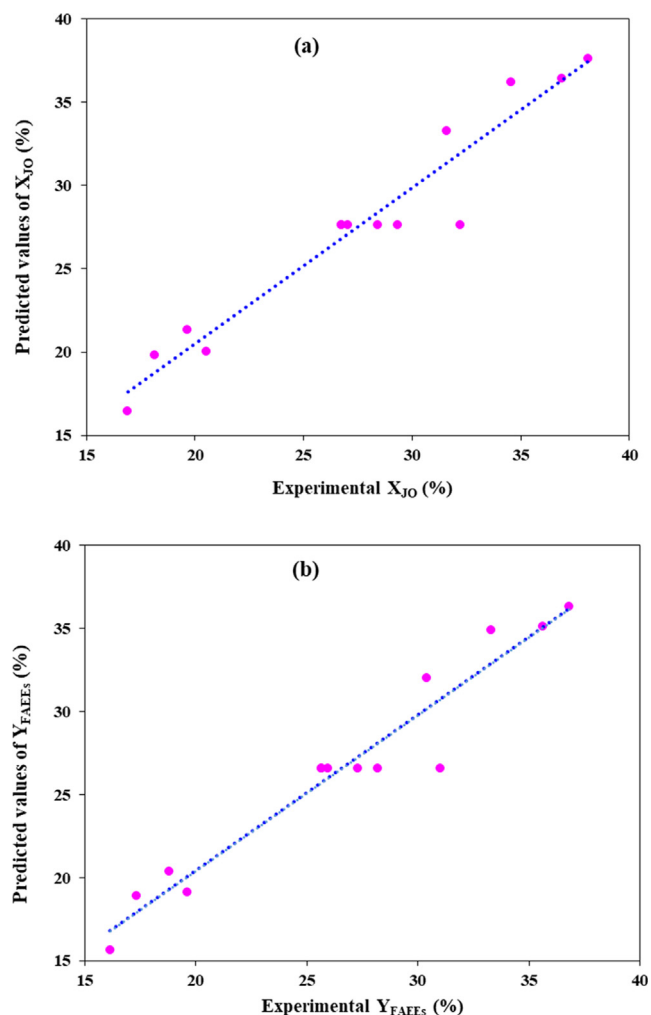 (a)
Predicted values of XJO (%)
40
35
30
25
20
15
15 20 25 30 35 40
Experimental XJO (%)
(b)
Predicted values of YFAEEs (%)
40
35
30
25
20
15
15 20 25 30 35 40
Experimental YFAEEs (%)